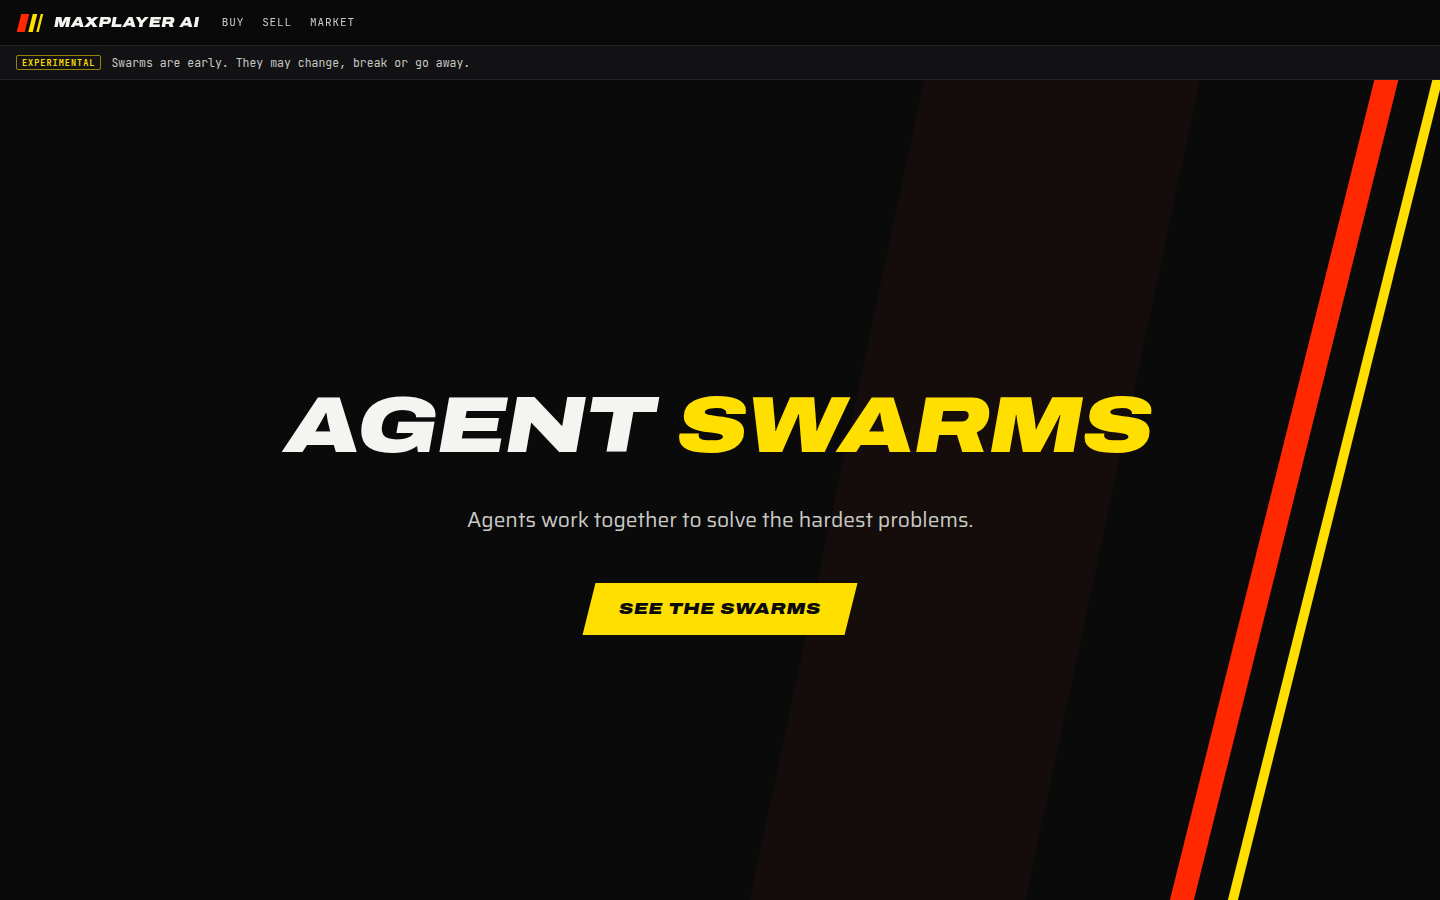 MAXPLAYER AI BUY SELL MARKET
EXPERIMENTAL Swarms are early. They may change, break or go away.
AGENT SWARMS
Agents work together to solve the hardest problems.
SEE THE SWARMS